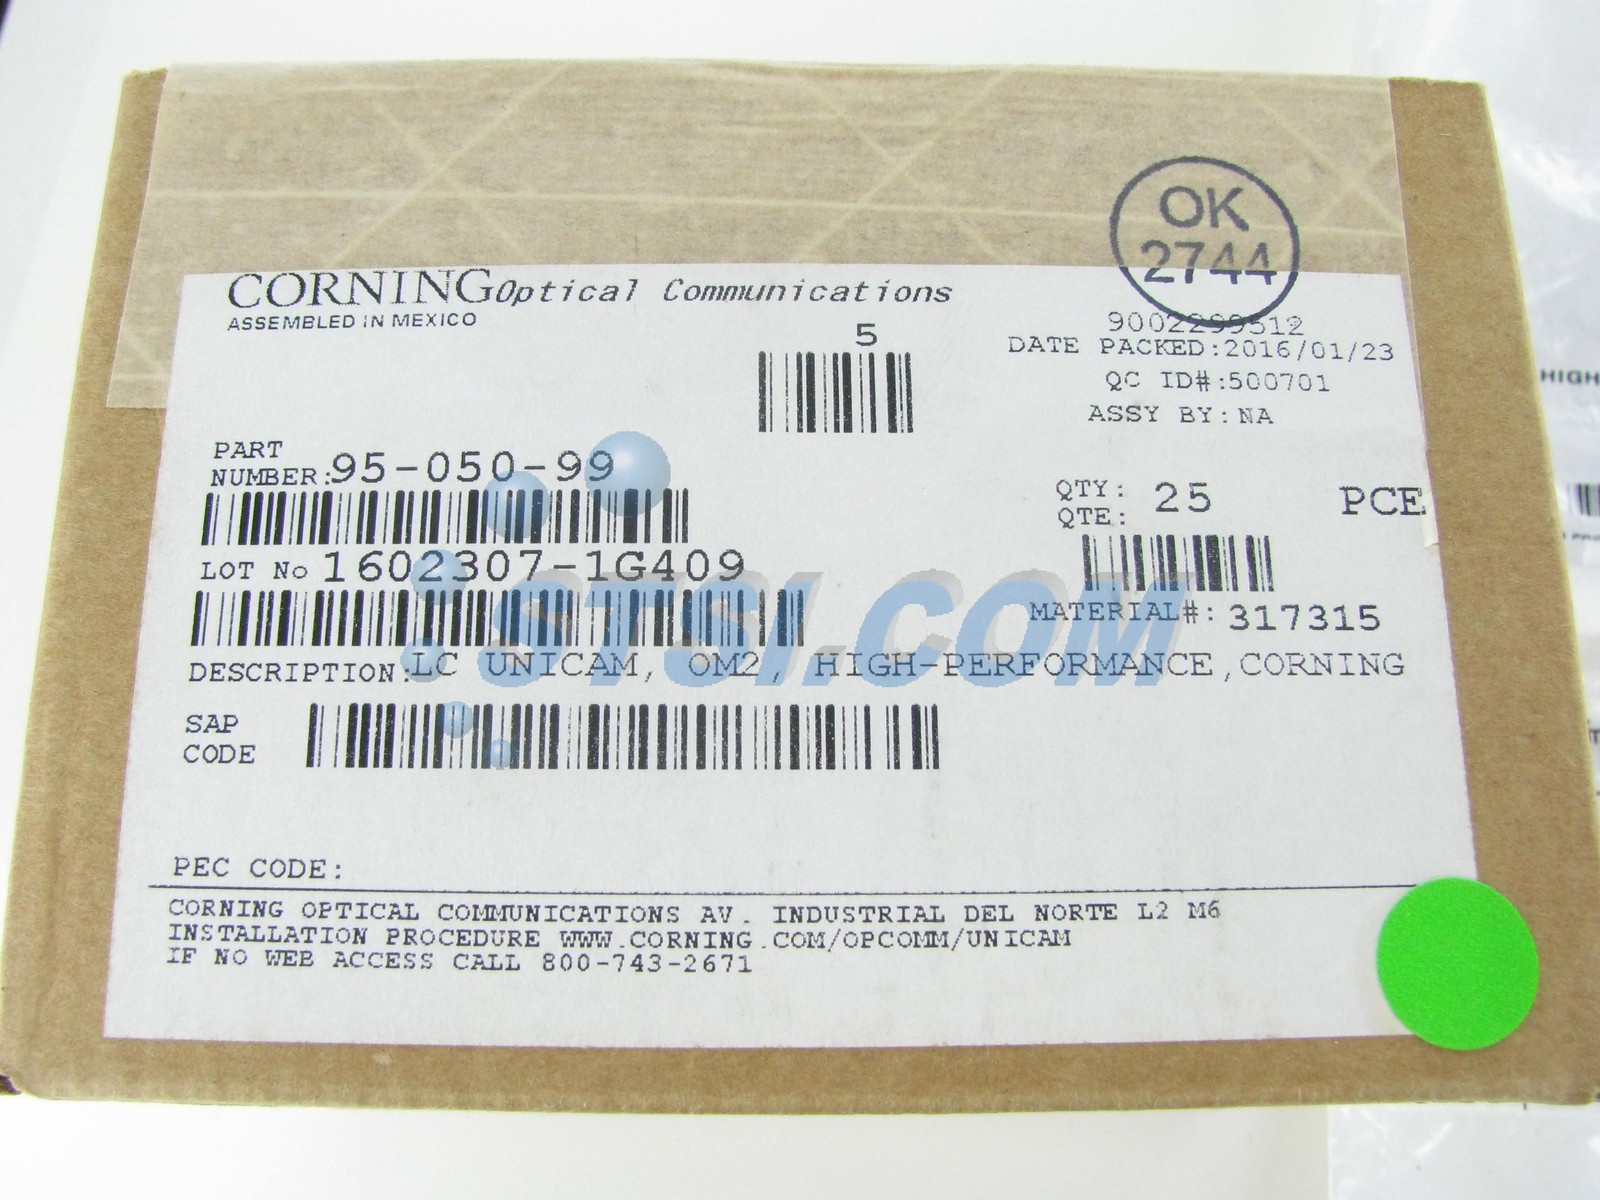 OK
2744
CORNING Optical Communications
ASSEMBLED IN MEXICO
5
9002299512
DATE PACKED:2016/01/23
QC ID#:500701
ASSY BY:NA
PART
NUMBER:95-050-99
QTY:
QTE: 25 PCE
LOT No 1602307-1G409
MATERIAL#: 317315
DESCRIPTION:LC UNICAM, OM2, HIGH-PERFORMANCE,CORNING
STSI.COM
SAP
CODE
PEC CODE:
CORNING OPTICAL COMMUNICATIONS AV. INDUSTRIAL DEL NORTE L2 M6
INSTALLATION PROCEDURE WWW.CORNING.COM/OPCOMM/UNICAM
IF NO WEB ACCESS CALL 800-743-2671
HIGH